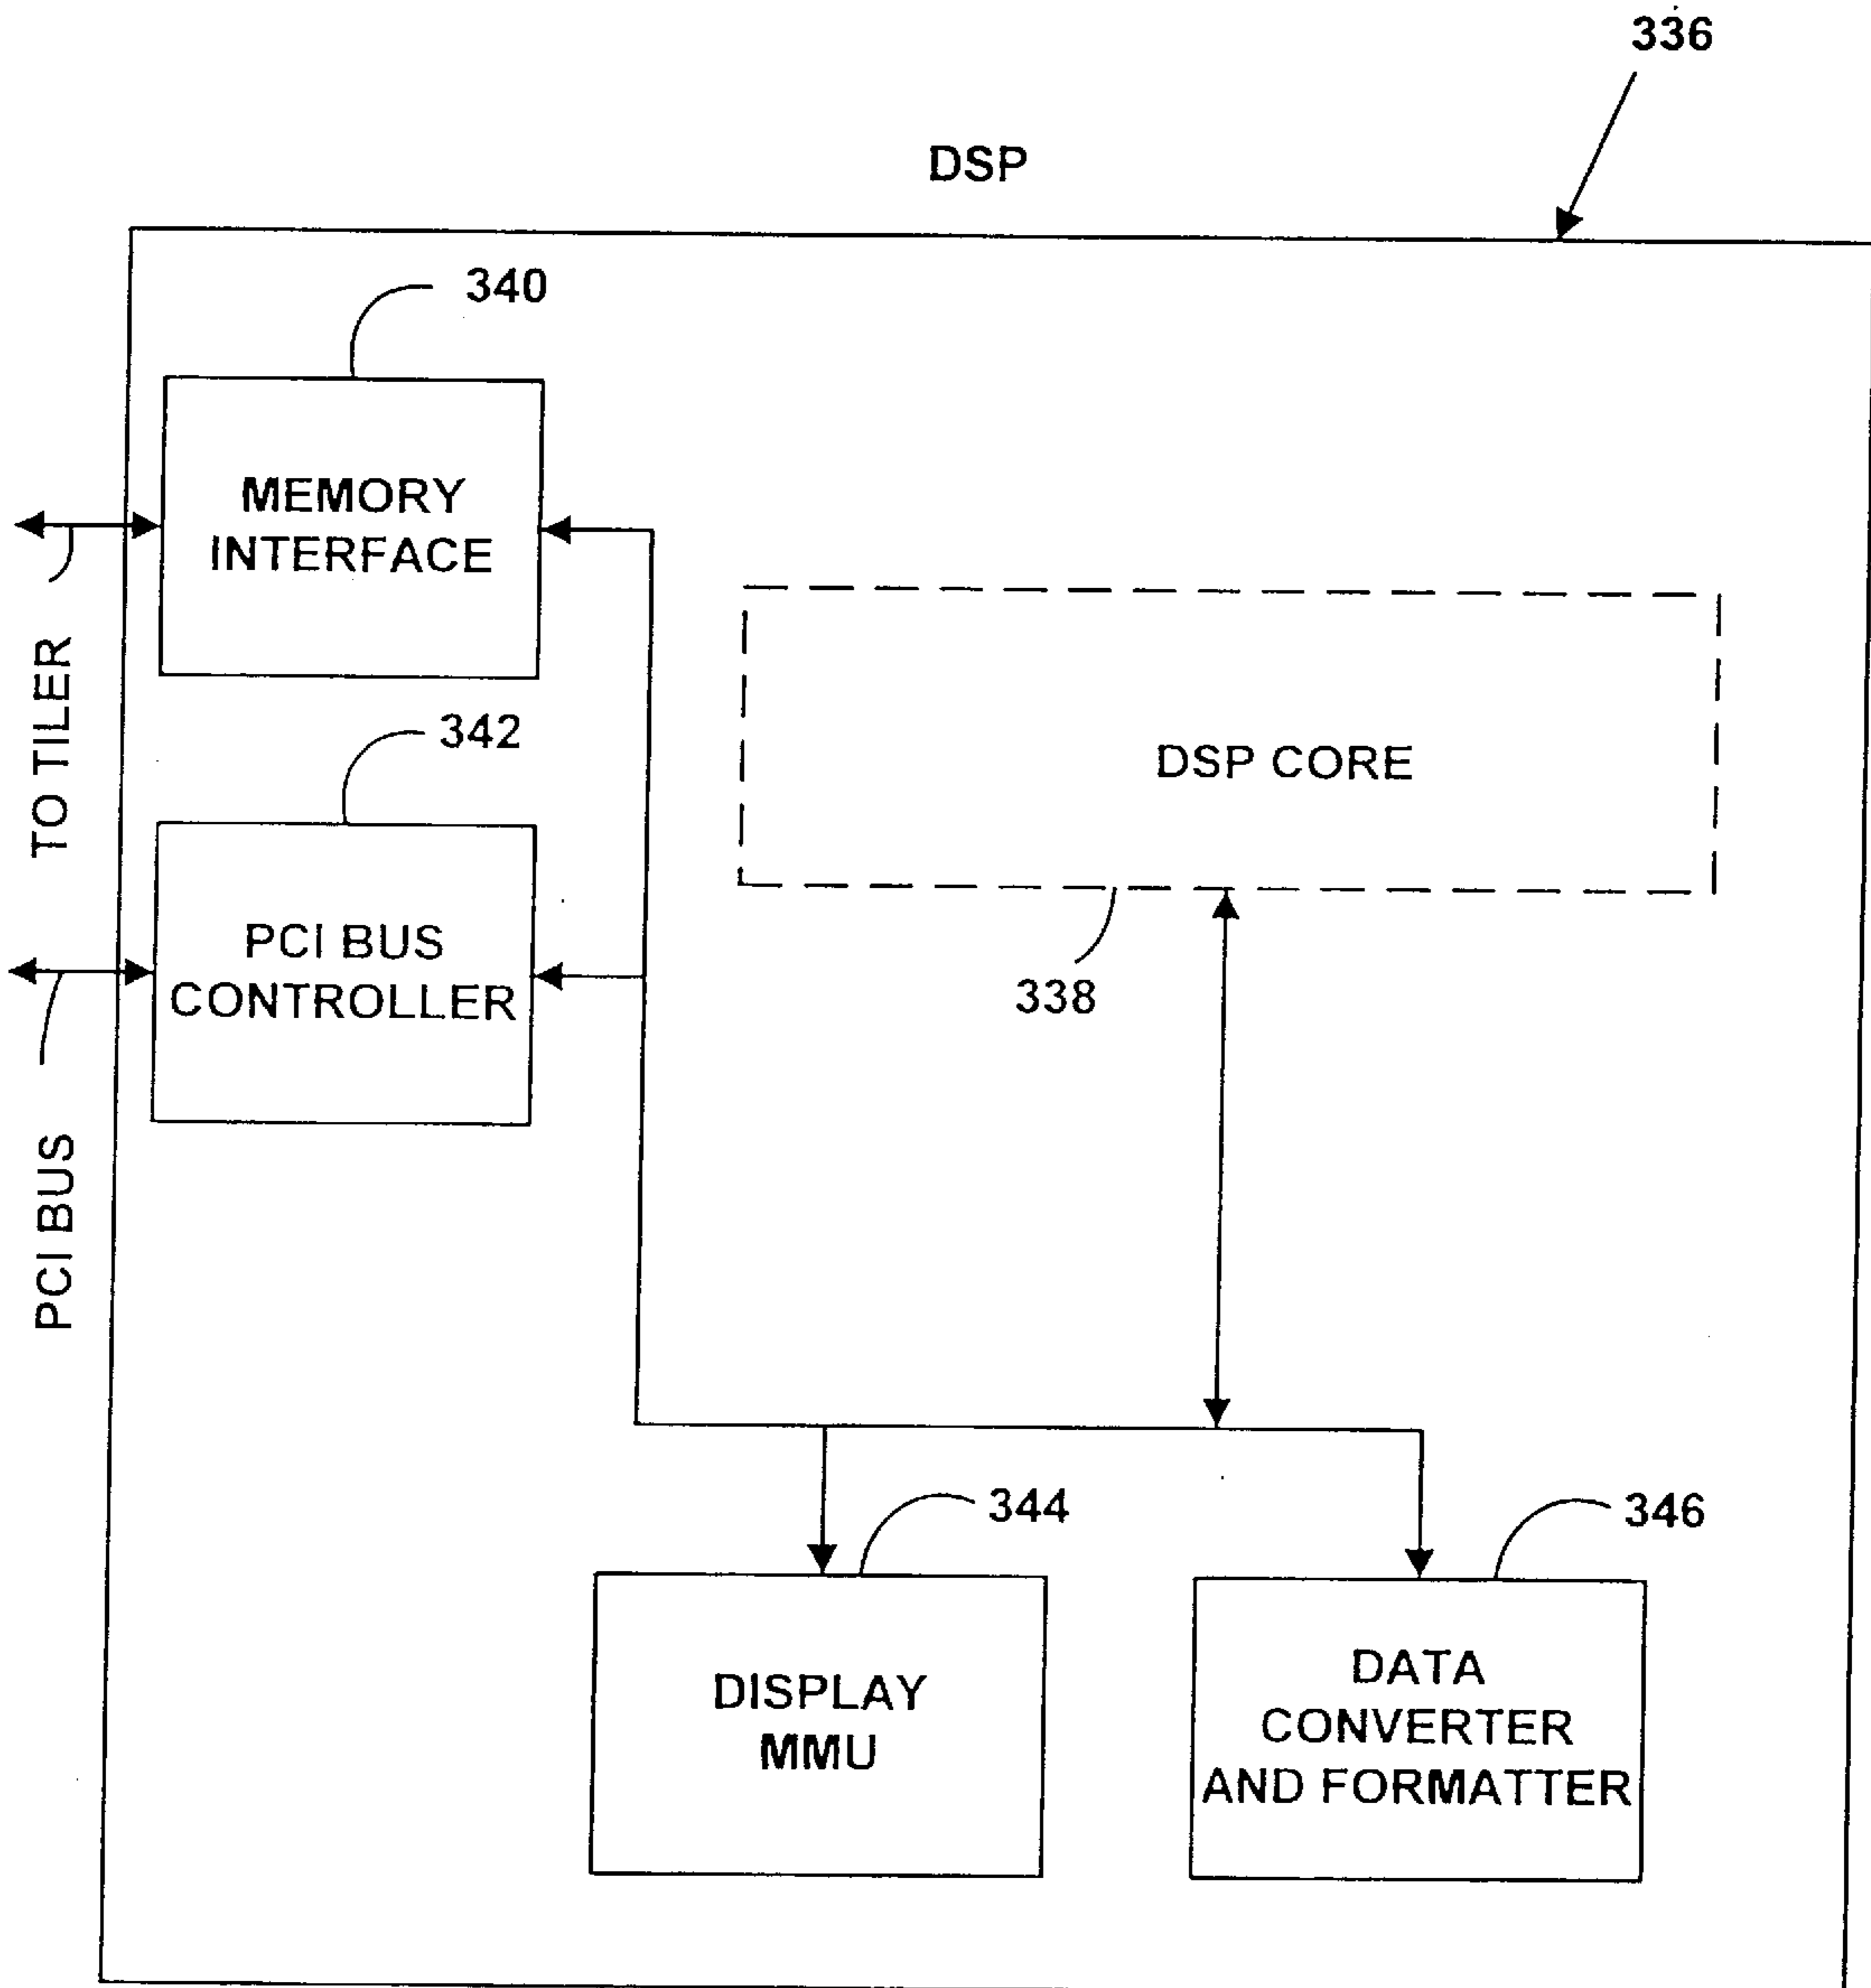 336
DSP
340
MEMORY
INTERFACE
TO TILER
342
DSP CORE
PCI BUS
CONTROLLER
338
PCI BUS
344
346
DISPLAY
MMU
DATA
CONVERTER
AND FORMATTER